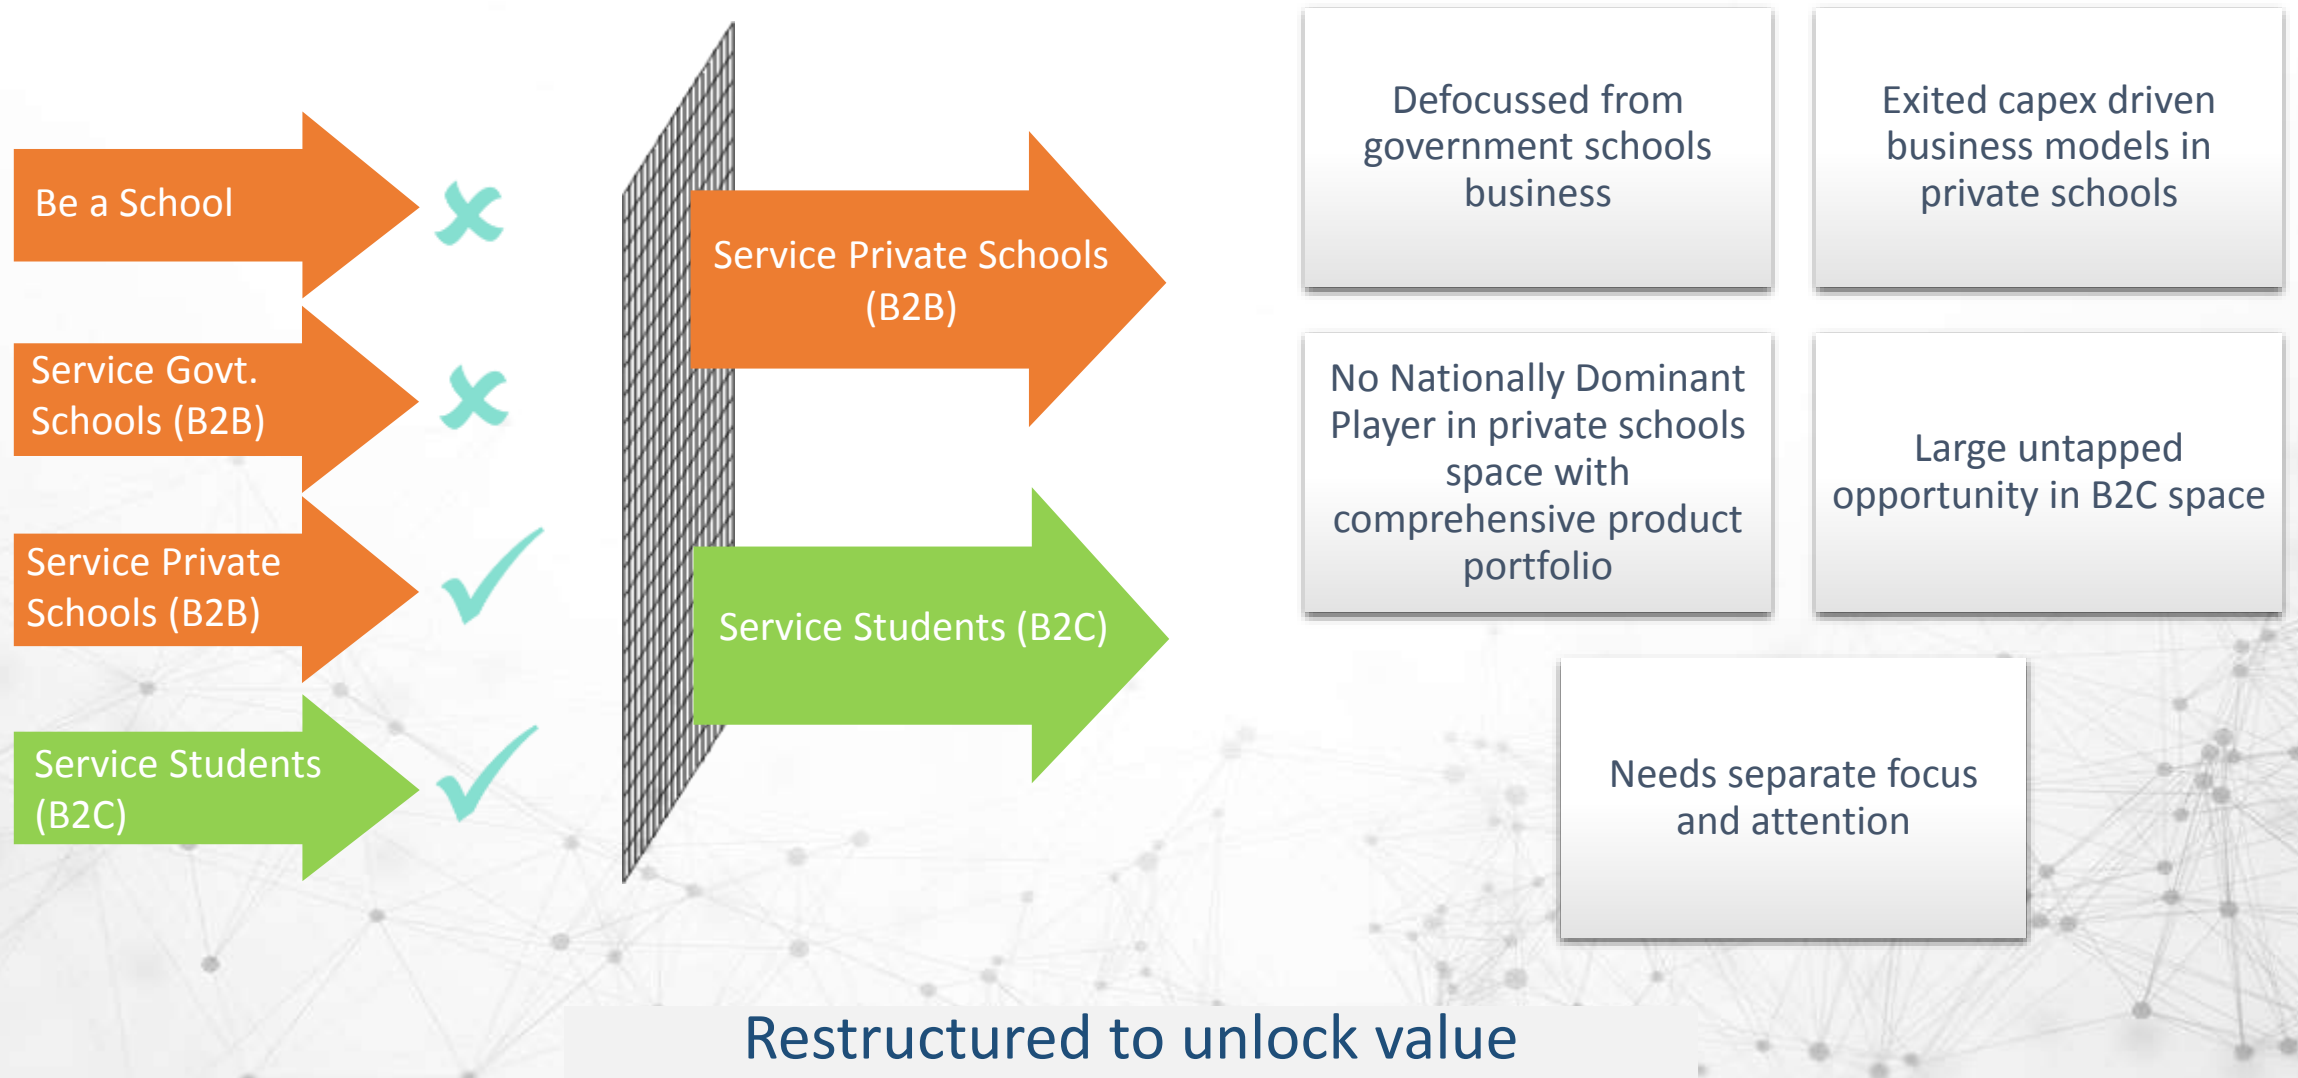 Be a School
Service Govt.
Schools (B2B)
Service Private
Schools (B2B)
Service Students
(B2C)
Service Private Schools
(B2B)
Service Students (B2C)
Defocussed from
government schools
business
Exited capex driven
business models in
private schools
No Nationally Dominant
Player in private schools
space with
comprehensive product
portfolio
Large untapped
opportunity in B2C space
Needs separate focus
and attention
Restructured to unlock value